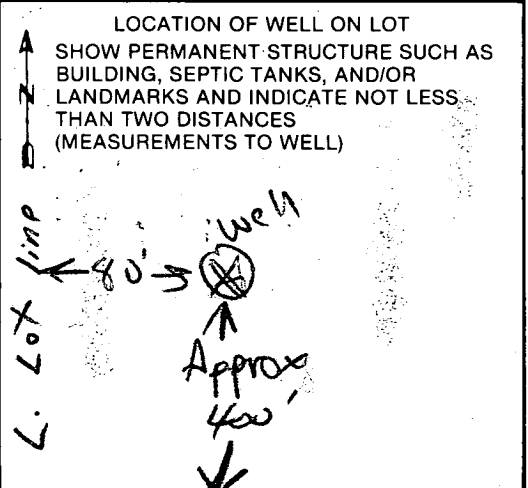 LOCATION OF WELL ON LOT
SHOW PERMANENT STRUCTURE SUCH AS
BUILDING, SEPTIC TANKS, AND/OR
LANDMARKS AND INDICATE NOT LESS
THAN TWO DISTANCES
(MEASUREMENTS TO WELL)
N
well
L. Lot line
80'
Approx
400'